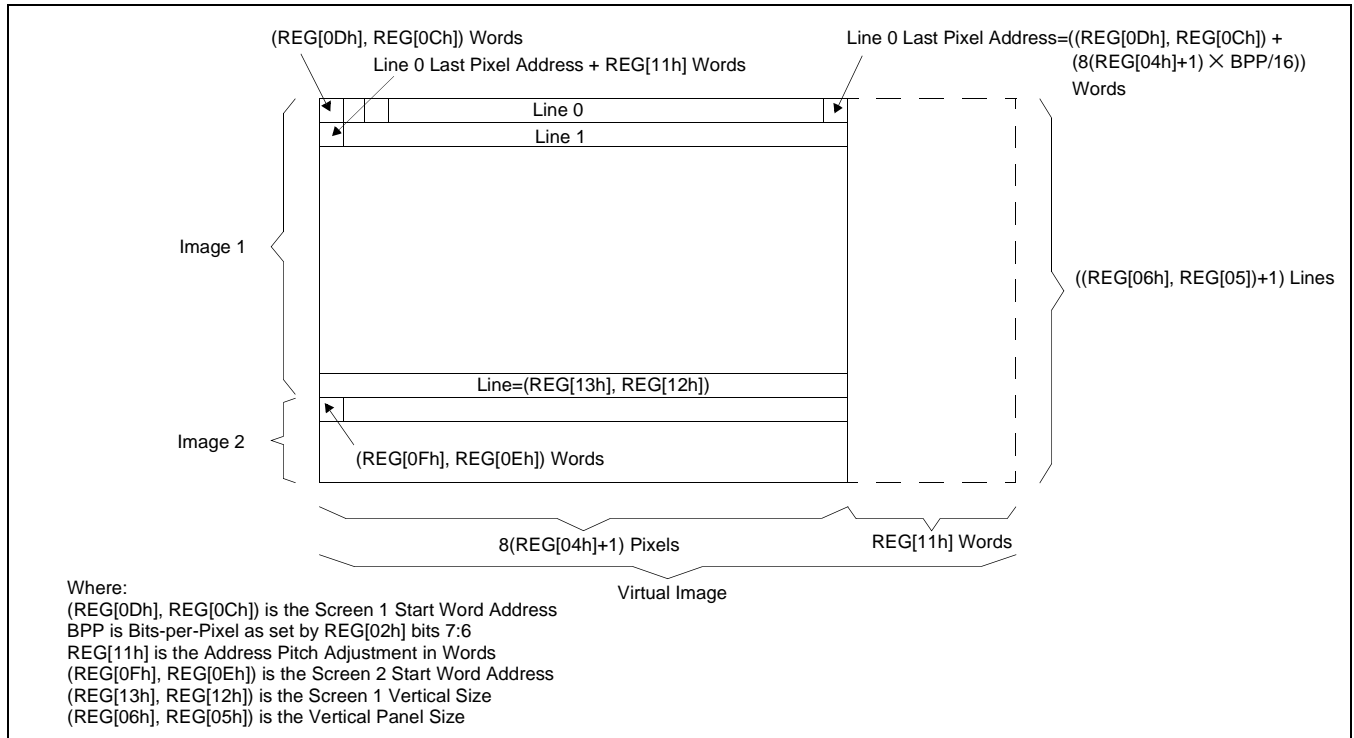 (REG[0Dh], REG[0Ch]) Words
Line 0 Last Pixel Address + REG[11h] Words
Line 0 Last Pixel Address=((REG[0Dh], REG[0Ch]) +
(8(REG[04h]+1) × BPP/16))
Words
Line 0
Line 1
Image 1
((REG[06h], REG[05])+1) Lines
Line=(REG[13h], REG[12h])
Image 2
(REG[0Fh], REG[0Eh]) Words
8(REG[04h]+1) Pixels
REG[11h] Words
Virtual Image
Where:
(REG[0Dh], REG[0Ch]) is the Screen 1 Start Word Address
BPP is Bits-per-Pixel as set by REG[02h] bits 7:6
REG[11h] is the Address Pitch Adjustment in Words
(REG[0Fh], REG[0Eh]) is the Screen 2 Start Word Address
(REG[13h], REG[12h]) is the Screen 1 Vertical Size
(REG[06h], REG[05h]) is the Vertical Panel Size